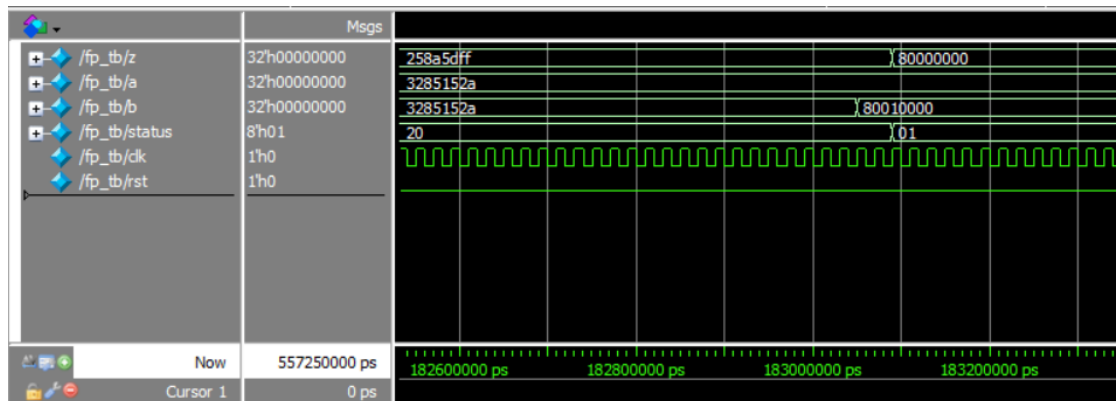 Msgs
/fp_tb/z 32'h00000000 258a5dff 80000000
/fp_tb/a 32'h00000000 3285152a
/fp_tb/b 32'h00000000 3285152a 80010000
/fp_tb/status 8'h01 20 01
/fp_tb/clk 1'h0
/fp_tb/rst 1'h0
Now 557250000 ps 182600000 ps 182800000 ps 183000000 ps 183200000 ps
Cursor 1 0 ps